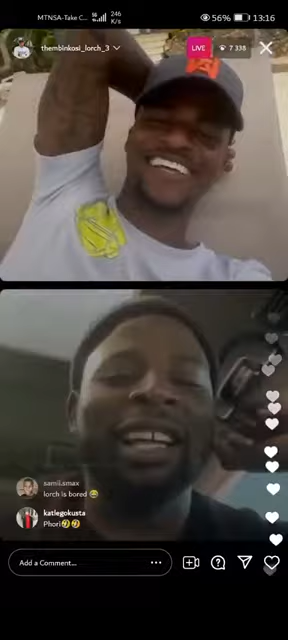 MTNSA-Take C... 246 K/s 56% 13:16
thembinkosi_lorch_3 LIVE 7 338
samil.smax
lorch is bored 😂
katlegokusta
Phori🤣🤣
Add a Comment...